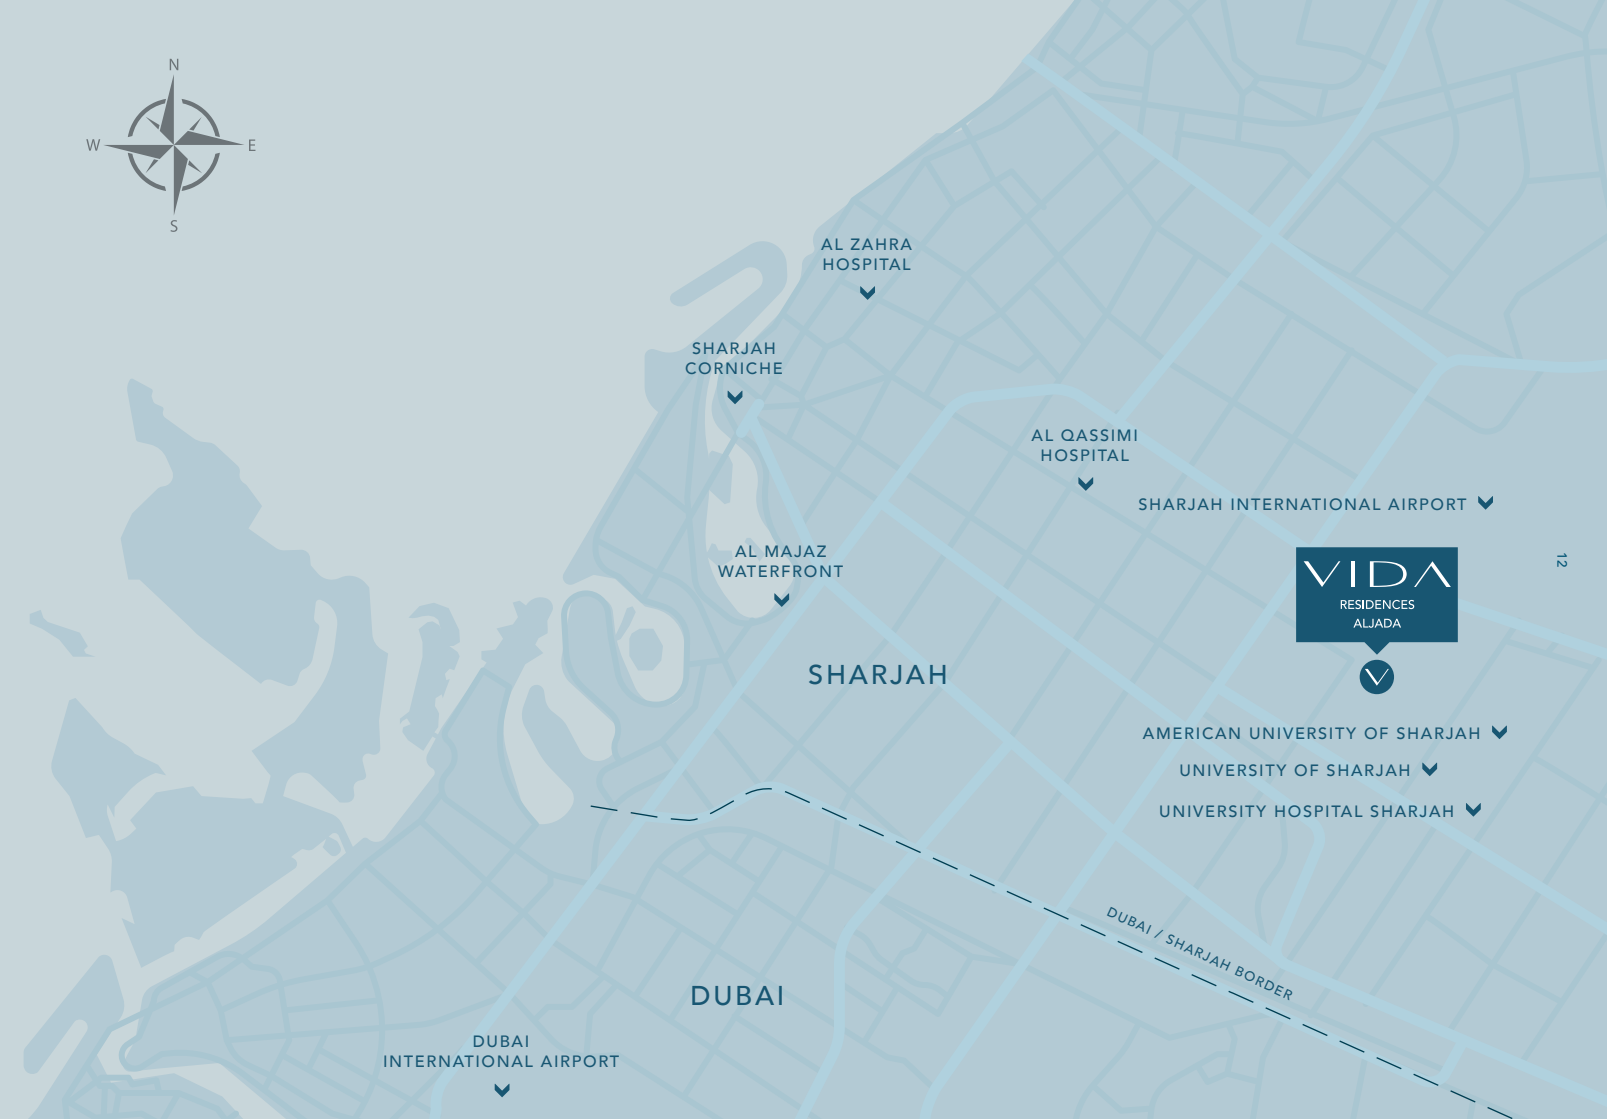 N
W
E
S
AL ZAHRA
HOSPITAL
SHARJAH
CORNICHE
AL QASSIMI
HOSPITAL
SHARJAH INTERNATIONAL AIRPORT
12
AL MAJAZ
WATERFRONT
VIDA
RESIDENCES
ALJADA
V
SHARJAH
AMERICAN UNIVERSITY OF SHARJAH
UNIVERSITY OF SHARJAH
UNIVERSITY HOSPITAL SHARJAH
DUBAI / SHARJAH BORDER
DUBAI
DUBAI
INTERNATIONAL AIRPORT